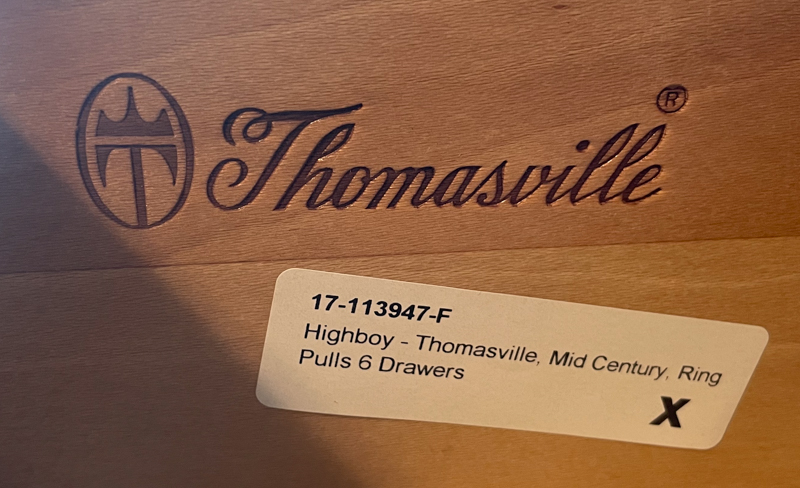 T Thomasville ®
17-113947-F
Highboy - Thomasville, Mid Century, Ring
Pulls 6 Drawers
X